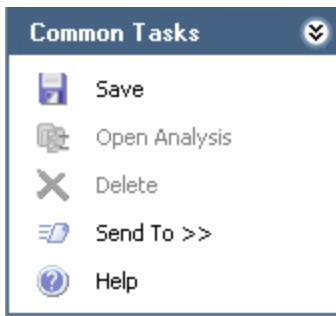 Common Tasks
Save
Open Analysis
Delete
Send To >>
Help